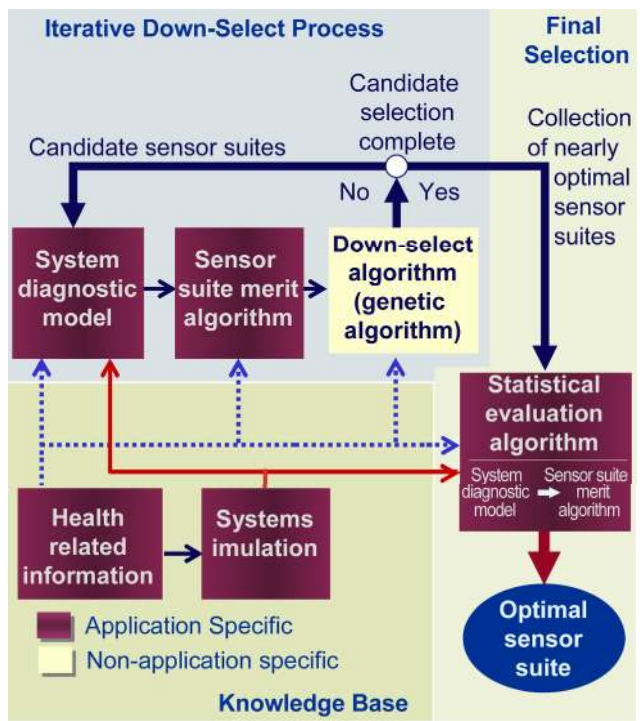 Iterative Down-Select Process
Final
Selection
Candidate
selection
complete
Candidate sensor suites
No
Yes
Collection
of nearly
optimal
sensor
suites
System
diagnostic
model
Sensor
suite merit
algorithm
Down-select
algorithm
(genetic
algorithm)
Statistical
evaluation
algorithm
System
diagnostic
model
Sensor suite
merit
algorithm
Health
related
information
Systems
imulation
Optimal
sensor
suite
Application Specific
Non-application specific
Knowledge Base